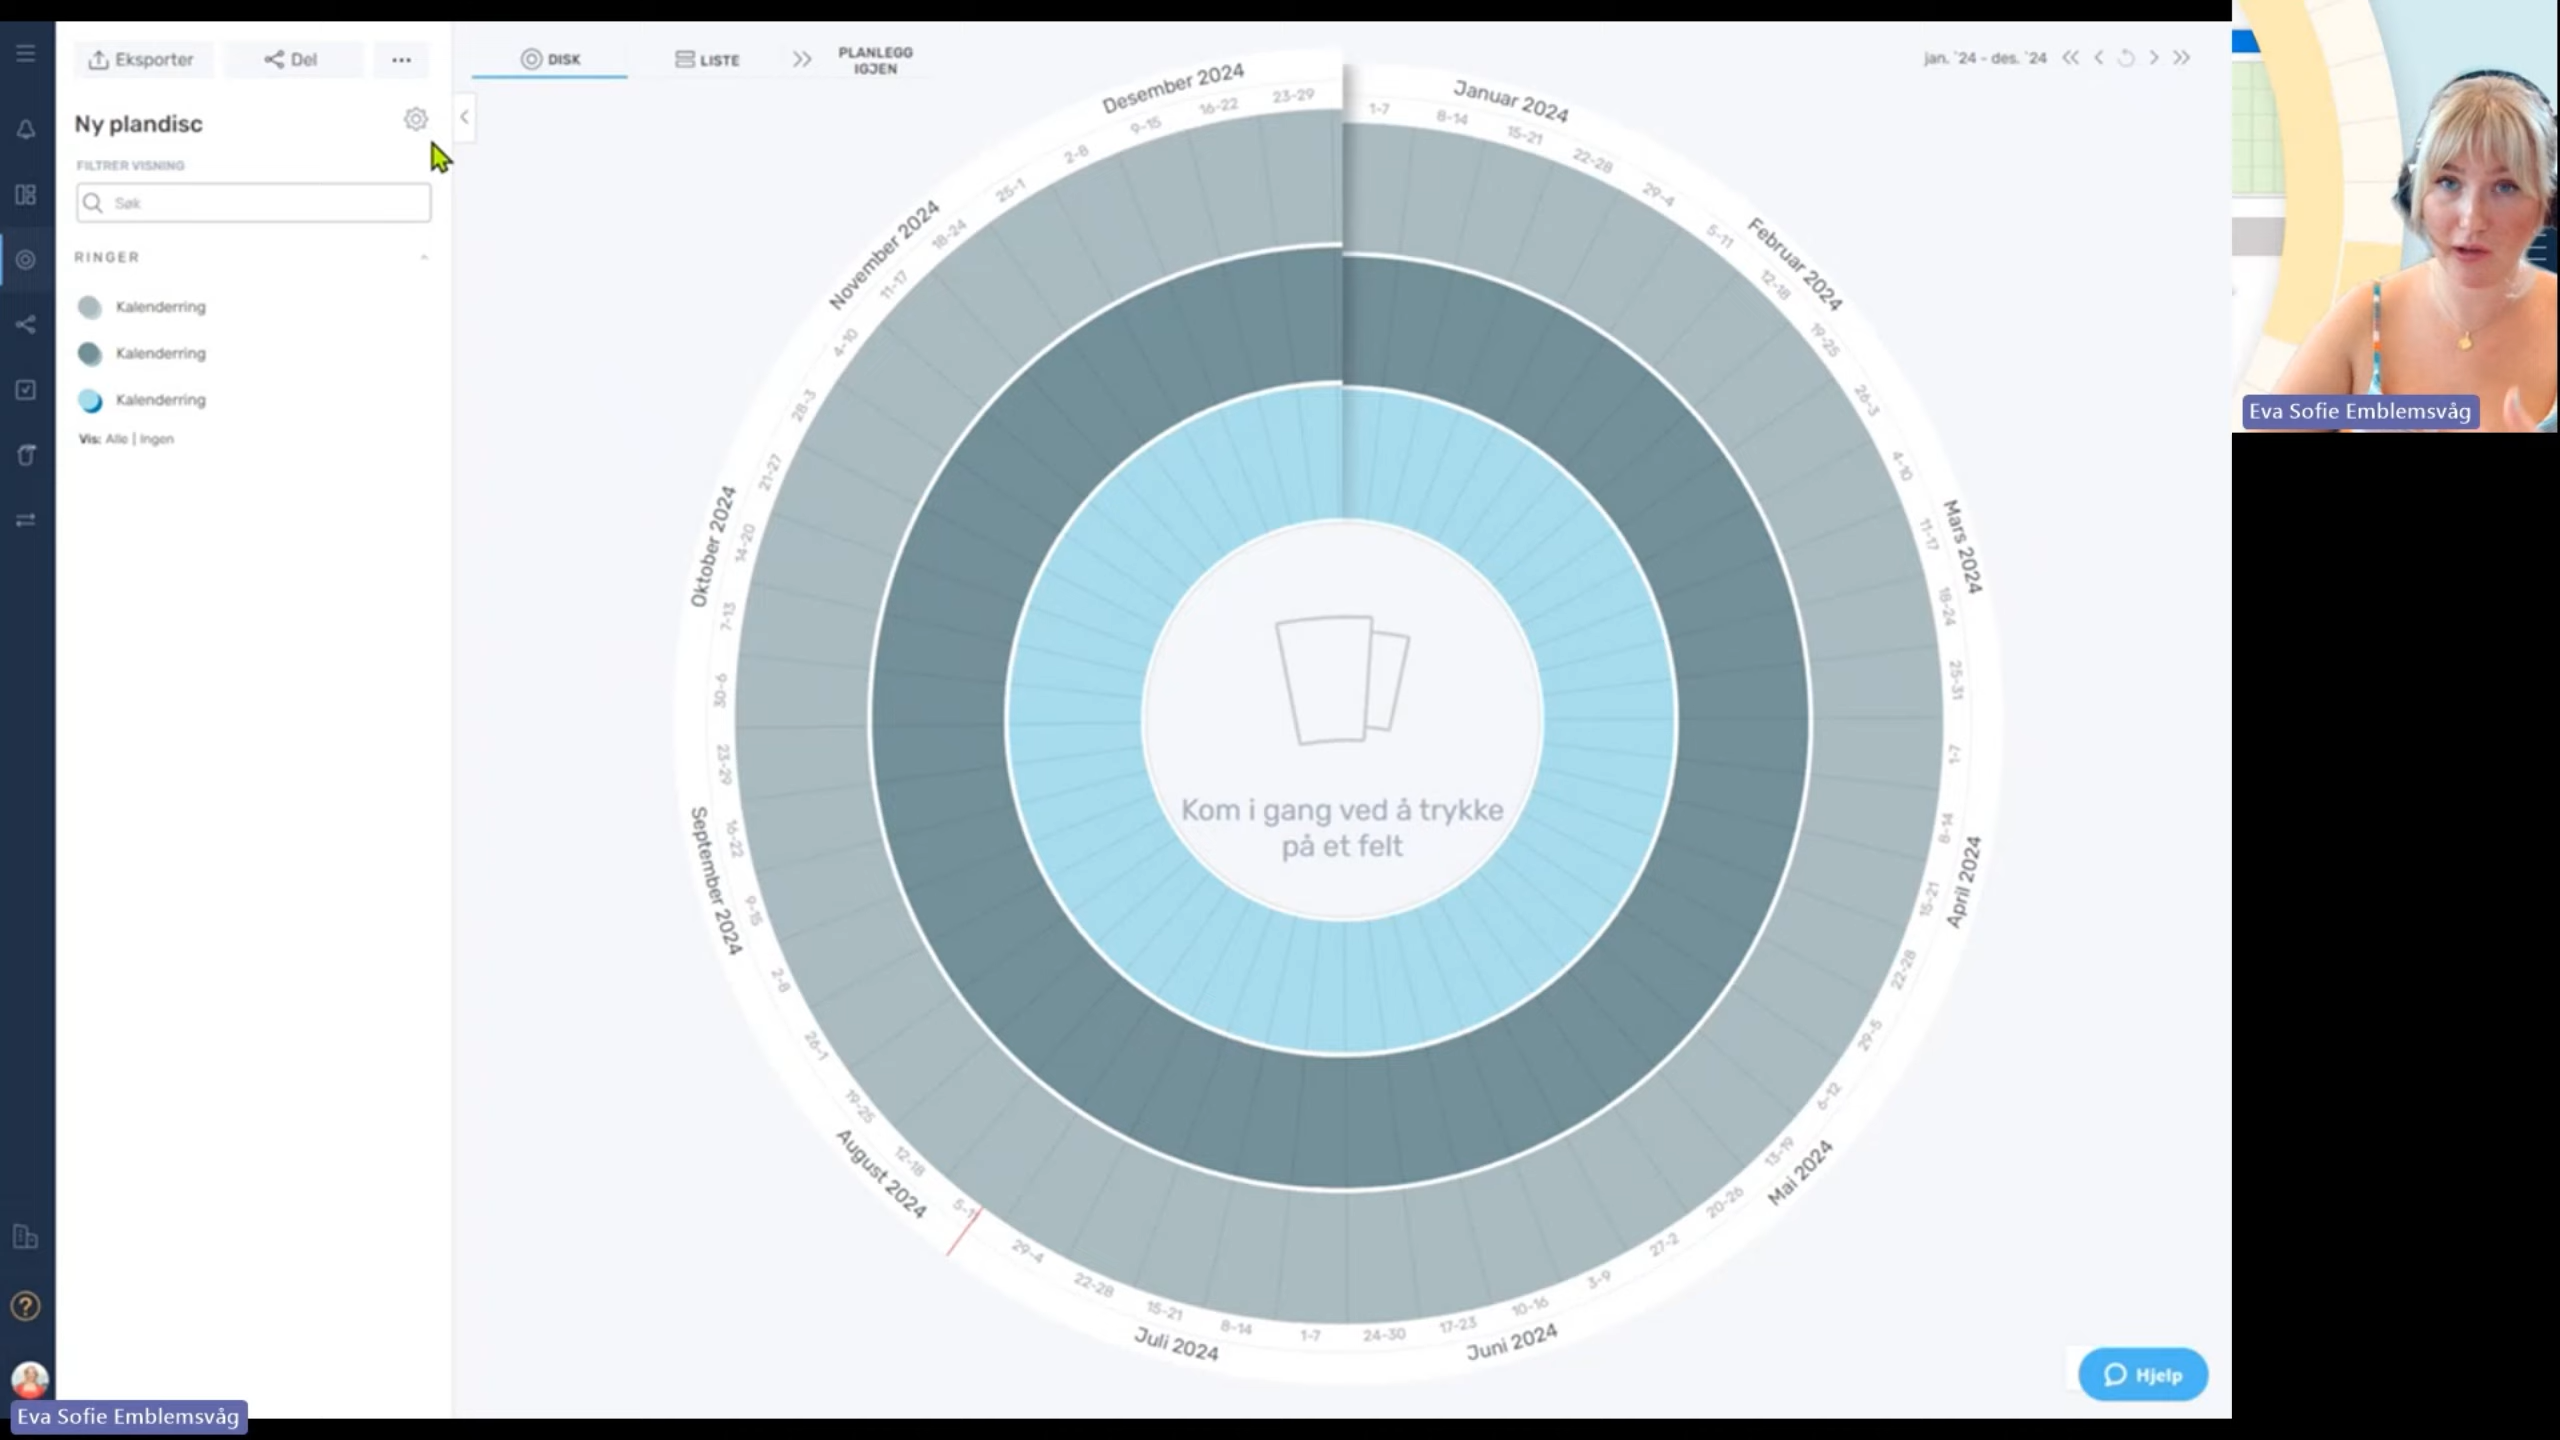 Eksporter
Del
Ny plandisc
FILTRER VISNING
Søk
RINGER
Kalenderring
Kalenderring
Kalenderring
Vis: Alle | Ingen
DISK
LISTE
PLANLEGG
IGJEN
jan. `24 - des. `24
Januar 2024
1-7
8-14
15-21
22-28
29-4
Februar 2024
5-11
12-18
19-25
26-3
Mars 2024
4-10
11-17
18-24
25-31
April 2024
1-7
8-14
15-21
22-28
29-5
Mai 2024
6-12
13-19
20-26
27-2
Juni 2024
3-9
10-16
17-23
24-30
Juli 2024
1-7
8-14
15-21
22-28
29-4
August 2024
5-11
12-18
19-25
26-1
September 2024
2-8
9-15
16-22
23-29
30-6
Oktober 2024
7-13
14-20
21-27
28-3
November 2024
4-10
11-17
18-24
25-1
Desember 2024
2-8
9-15
16-22
23-29
Kom i gang ved å trykke
på et felt
Hjelp
Eva Sofie Emblemsvåg
Eva Sofie Emblemsvåg